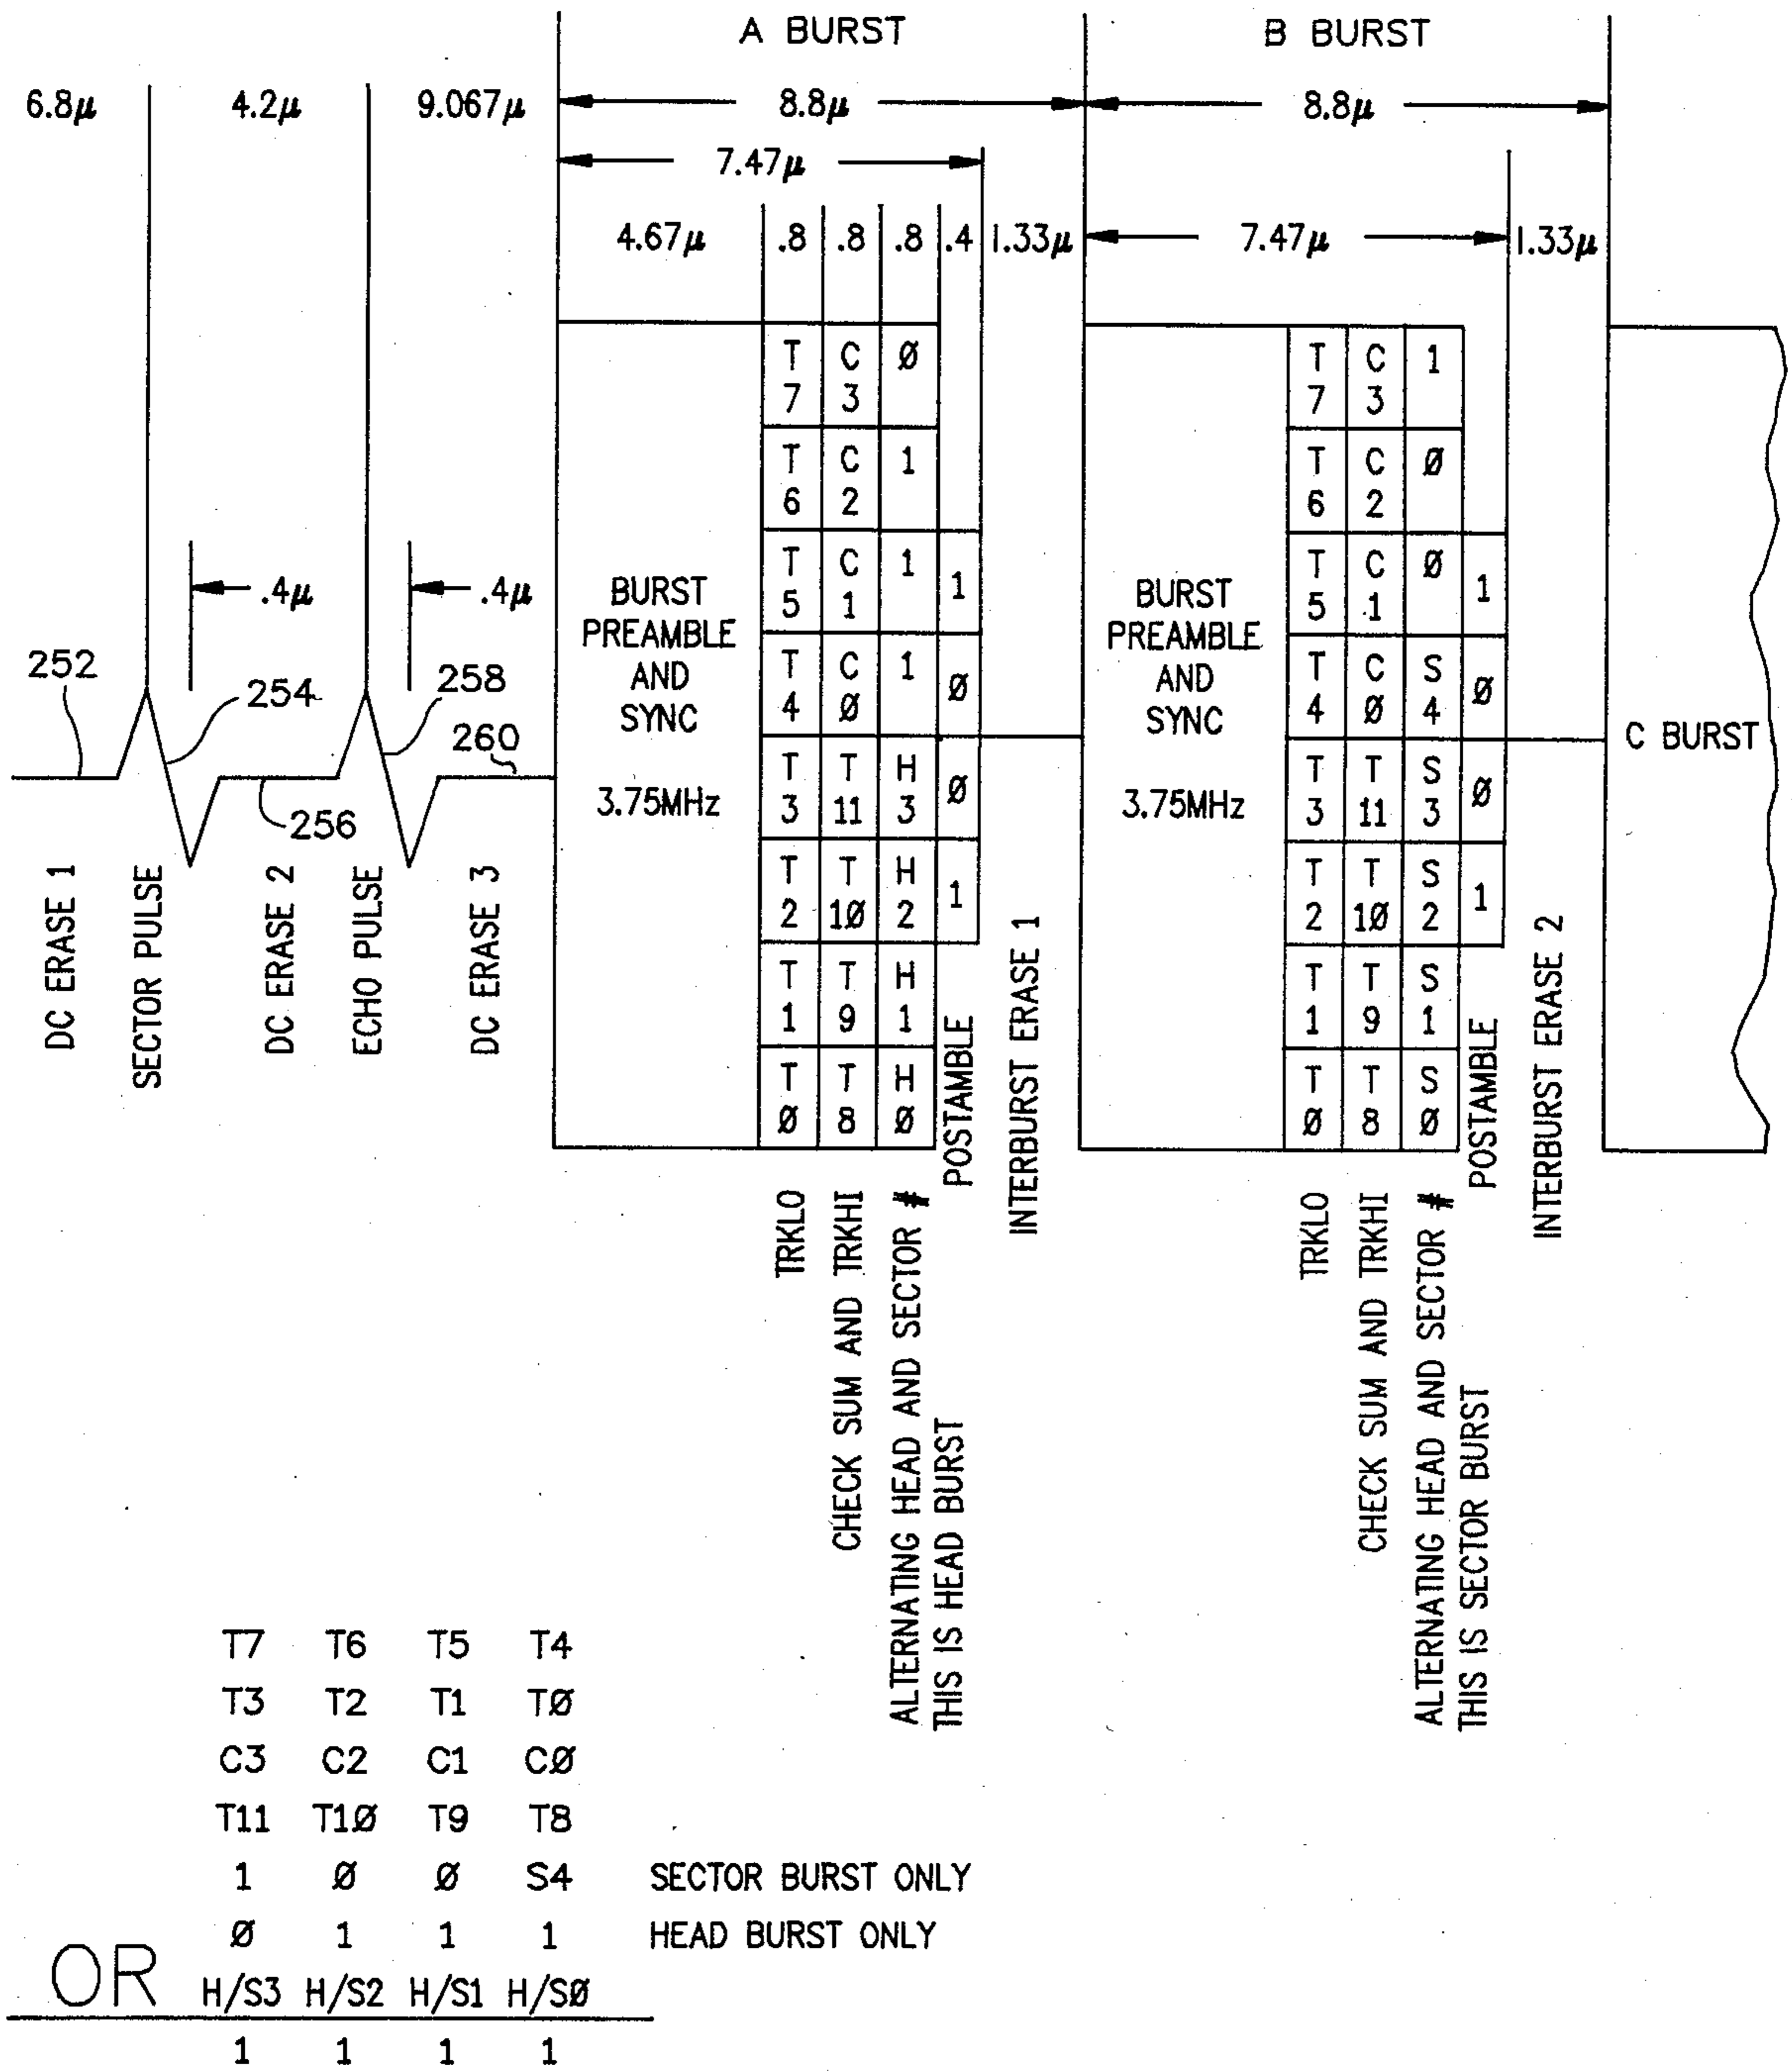 A BURST B BURST
6.8μ 4.2μ 9.067μ 8.8μ 8.8μ
7.47μ
4.67μ .8 .8 .8 .4 1.33μ 7.47μ 1.33μ
T7 C3 Ø T7 C3 1
T6 C2 1 T6 C2 Ø
.4μ .4μ T5 C1 1 1 T5 C1 Ø 1
BURST PREAMBLE AND SYNC
3.75MHz
BURST PREAMBLE AND SYNC
3.75MHz
252 254 258 260 256
T4 CØ 1 Ø T4 CØ S4 Ø
C BURST
T3 T11 H3 Ø T3 T11 S3 Ø
T2 T1Ø H2 1 T2 T1Ø S2 1
T1 T9 H1 T1 T9 S1
TØ T8 HØ TØ T8 SØ
DC ERASE 1
SECTOR PULSE
DC ERASE 2
ECHO PULSE
DC ERASE 3
TRKLO
CHECK SUM AND TRKHI
ALTERNATING HEAD AND SECTOR #
THIS IS HEAD BURST
POSTAMBLE
INTERBURST ERASE 1
TRKLO
CHECK SUM AND TRKHI
ALTERNATING HEAD AND SECTOR #
THIS IS SECTOR BURST
POSTAMBLE
INTERBURST ERASE 2
T7 T6 T5 T4
T3 T2 T1 TØ
C3 C2 C1 CØ
T11 T1Ø T9 T8
1 Ø Ø S4 SECTOR BURST ONLY
Ø 1 1 1 HEAD BURST ONLY
OR H/S3 H/S2 H/S1 H/SØ
1 1 1 1